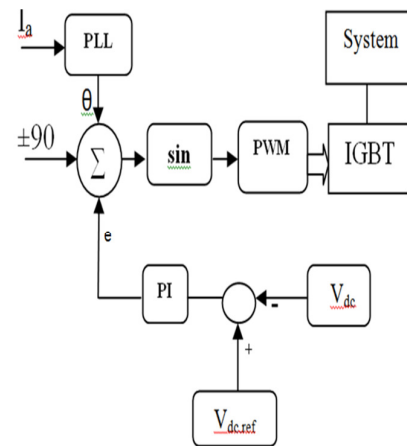 Ia
PLL
System
θ
±90
Σ
sin
PWM
IGBT
e
PI
-
Vdc
+
Vdc.ref